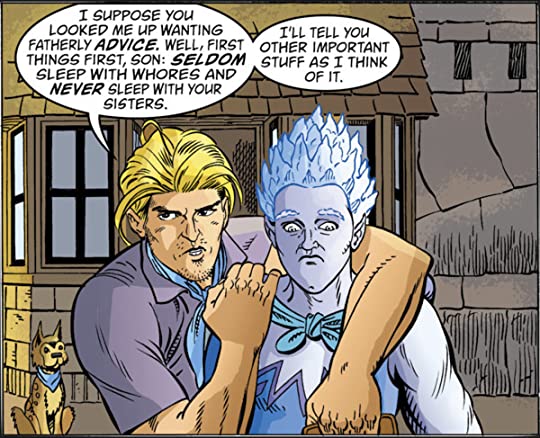 I SUPPOSE YOU
LOOKED ME UP WANTING
FATHERLY ADVICE. WELL, FIRST
THINGS FIRST, SON: SELDOM
SLEEP WITH WHORES AND
NEVER SLEEP WITH YOUR
SISTERS.
I'LL TELL YOU
OTHER IMPORTANT
STUFF AS I THINK
OF IT.